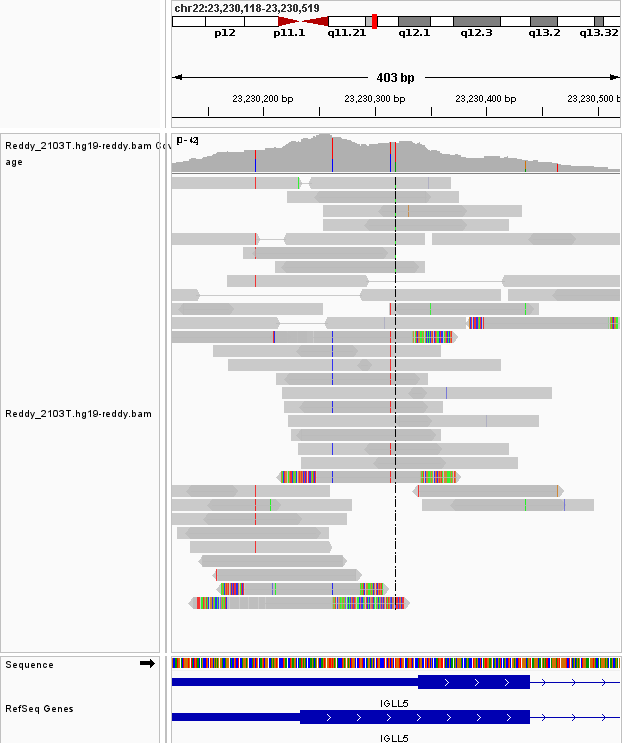 chr22:23,230,118-23,230,519
p12 p11.1 q11.21 q12.1 q12.3 q13.2 q13.32
403 bp
23,230,200 bp 23,230,300 bp 23,230,400 bp 23,230,500 b
Reddy_2103T.hg19-reddy.bam Cov
age
[0 - 42]
Reddy_2103T.hg19-reddy.bam
Sequence
IGLL5
RefSeq Genes
IGLL5